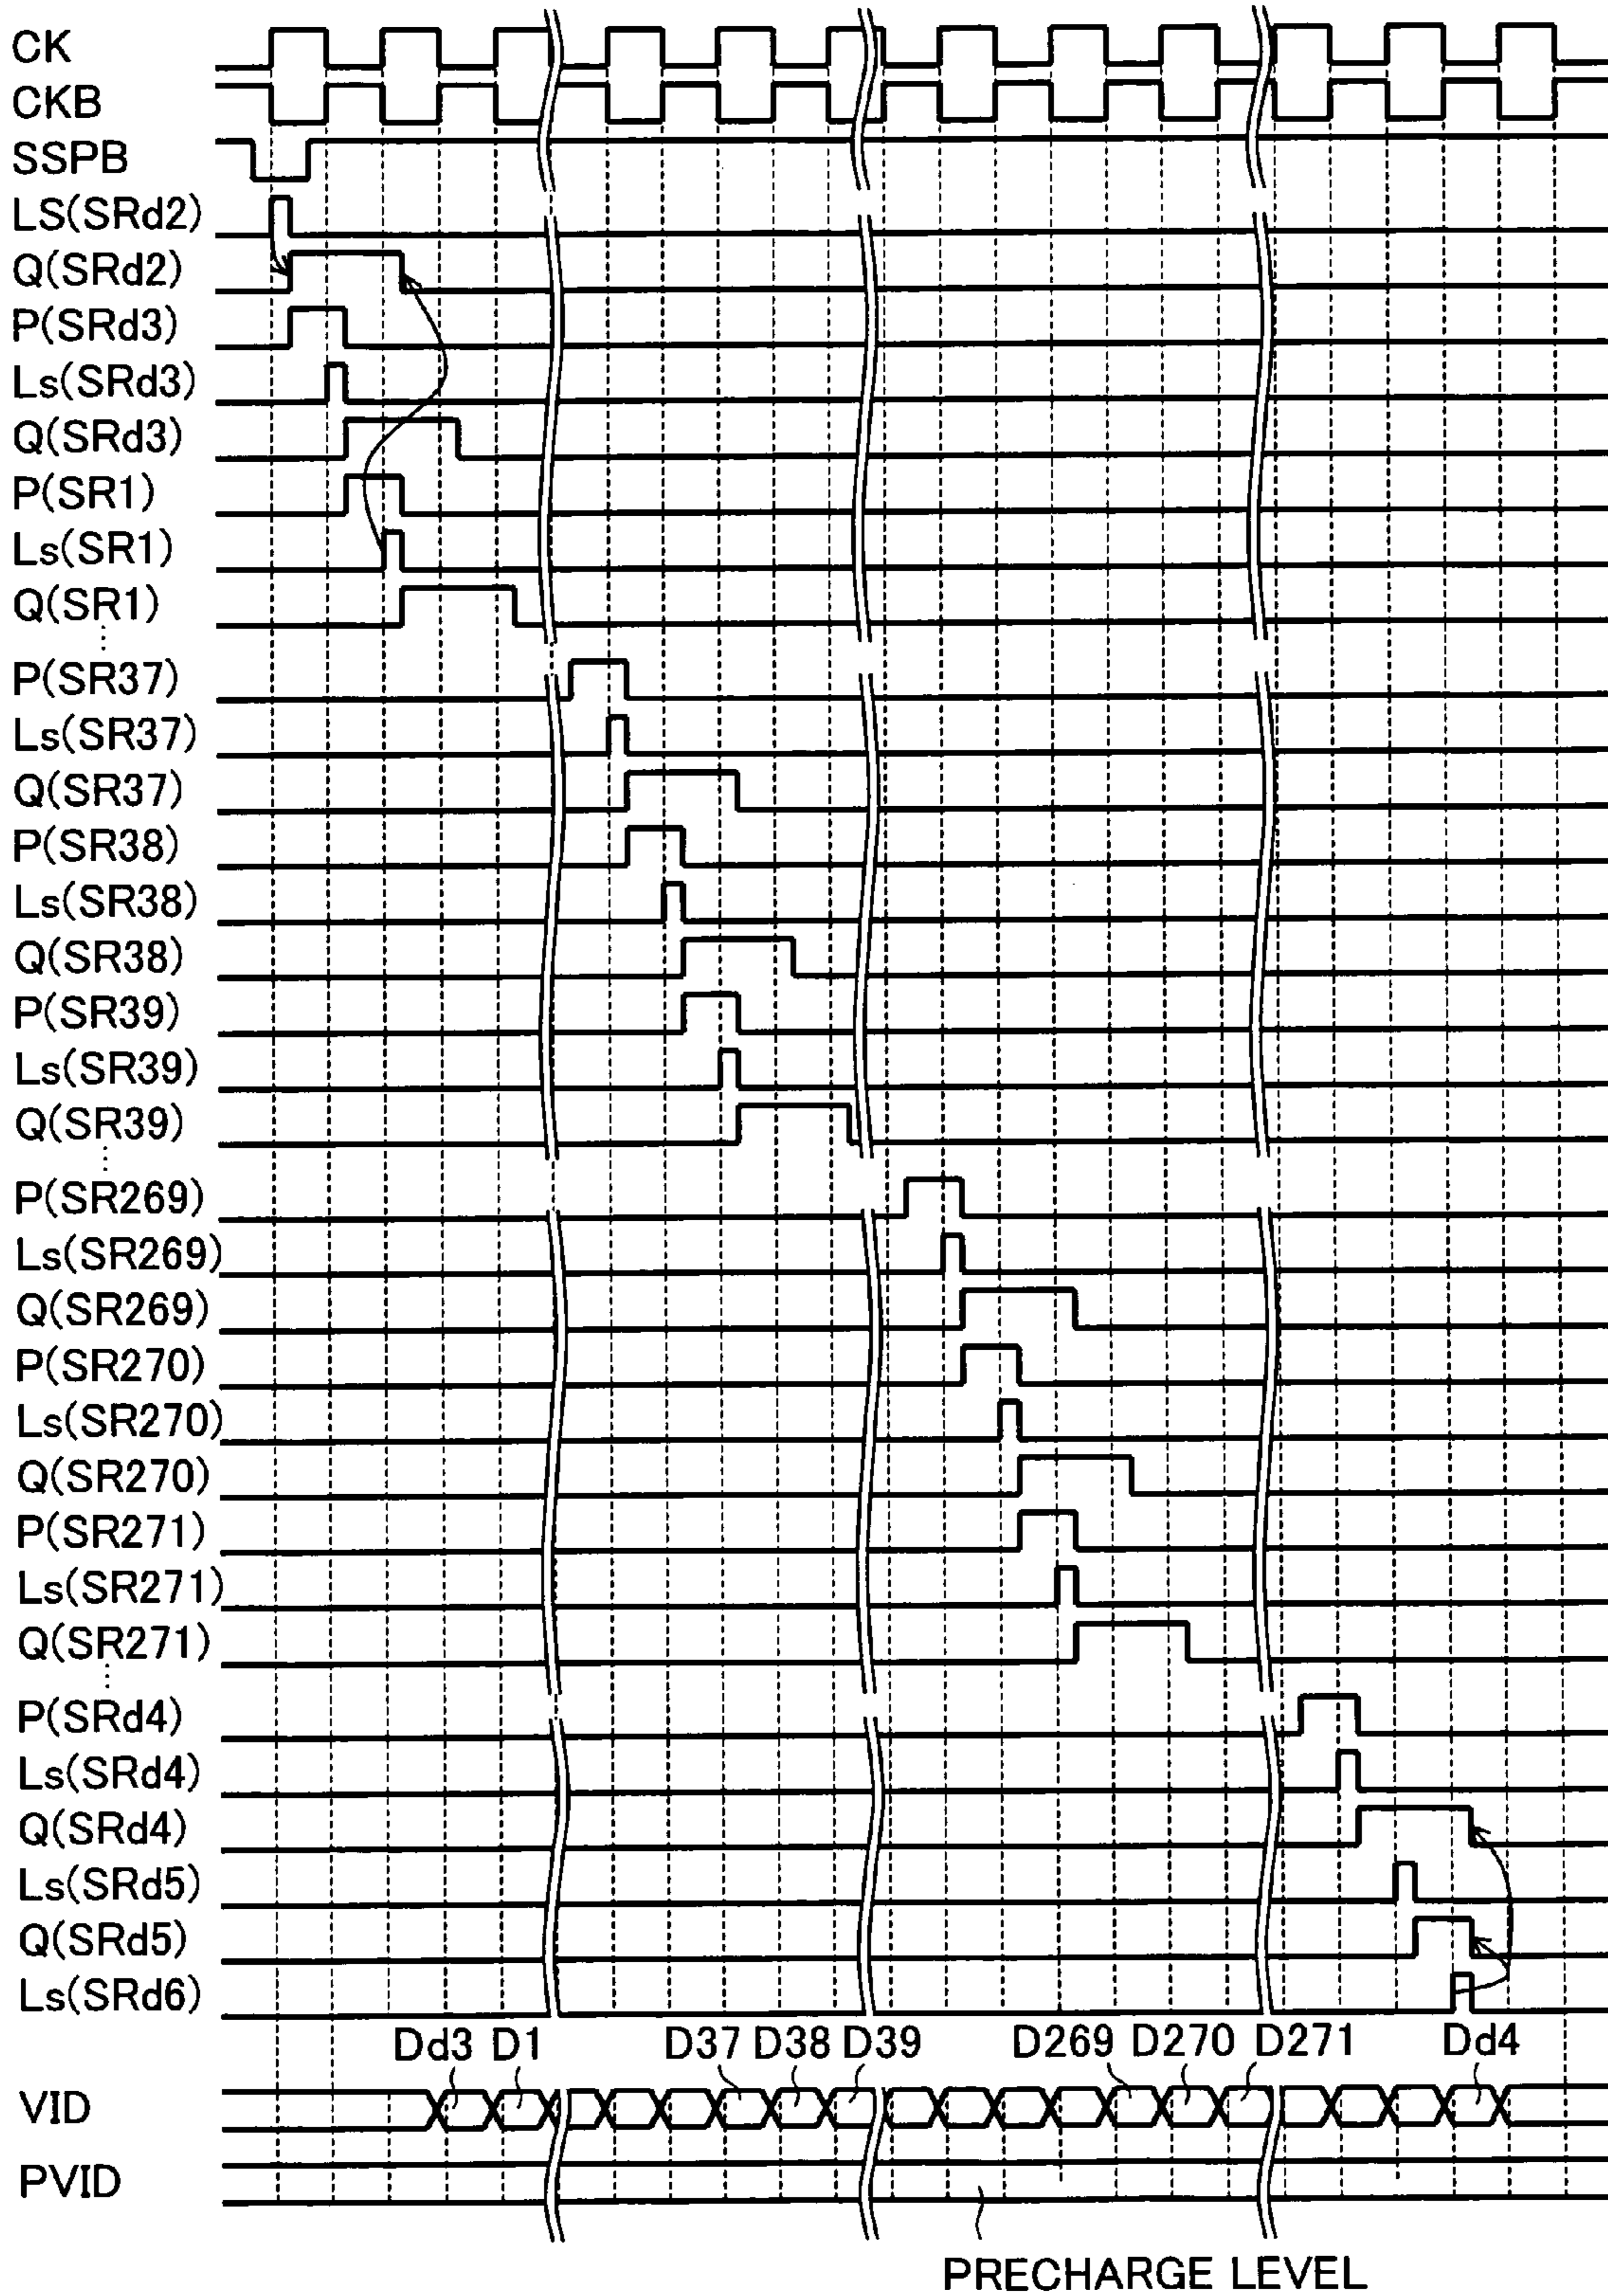 CK
CKB
SSPB
LS(SRd2)
Q(SRd2)
P(SRd3)
Ls(SRd3)
Q(SRd3)
P(SR1)
Ls(SR1)
Q(SR1)
P(SR37)
Ls(SR37)
Q(SR37)
P(SR38)
Ls(SR38)
Q(SR38)
P(SR39)
Ls(SR39)
Q(SR39)
P(SR269)
Ls(SR269)
Q(SR269)
P(SR270)
Ls(SR270)
Q(SR270)
P(SR271)
Ls(SR271)
Q(SR271)
P(SRd4)
Ls(SRd4)
Q(SRd4)
Ls(SRd5)
Q(SRd5)
Ls(SRd6)
Dd3 D1 D37 D38 D39 D269 D270 D271 Dd4
VID
PVID
PRECHARGE LEVEL